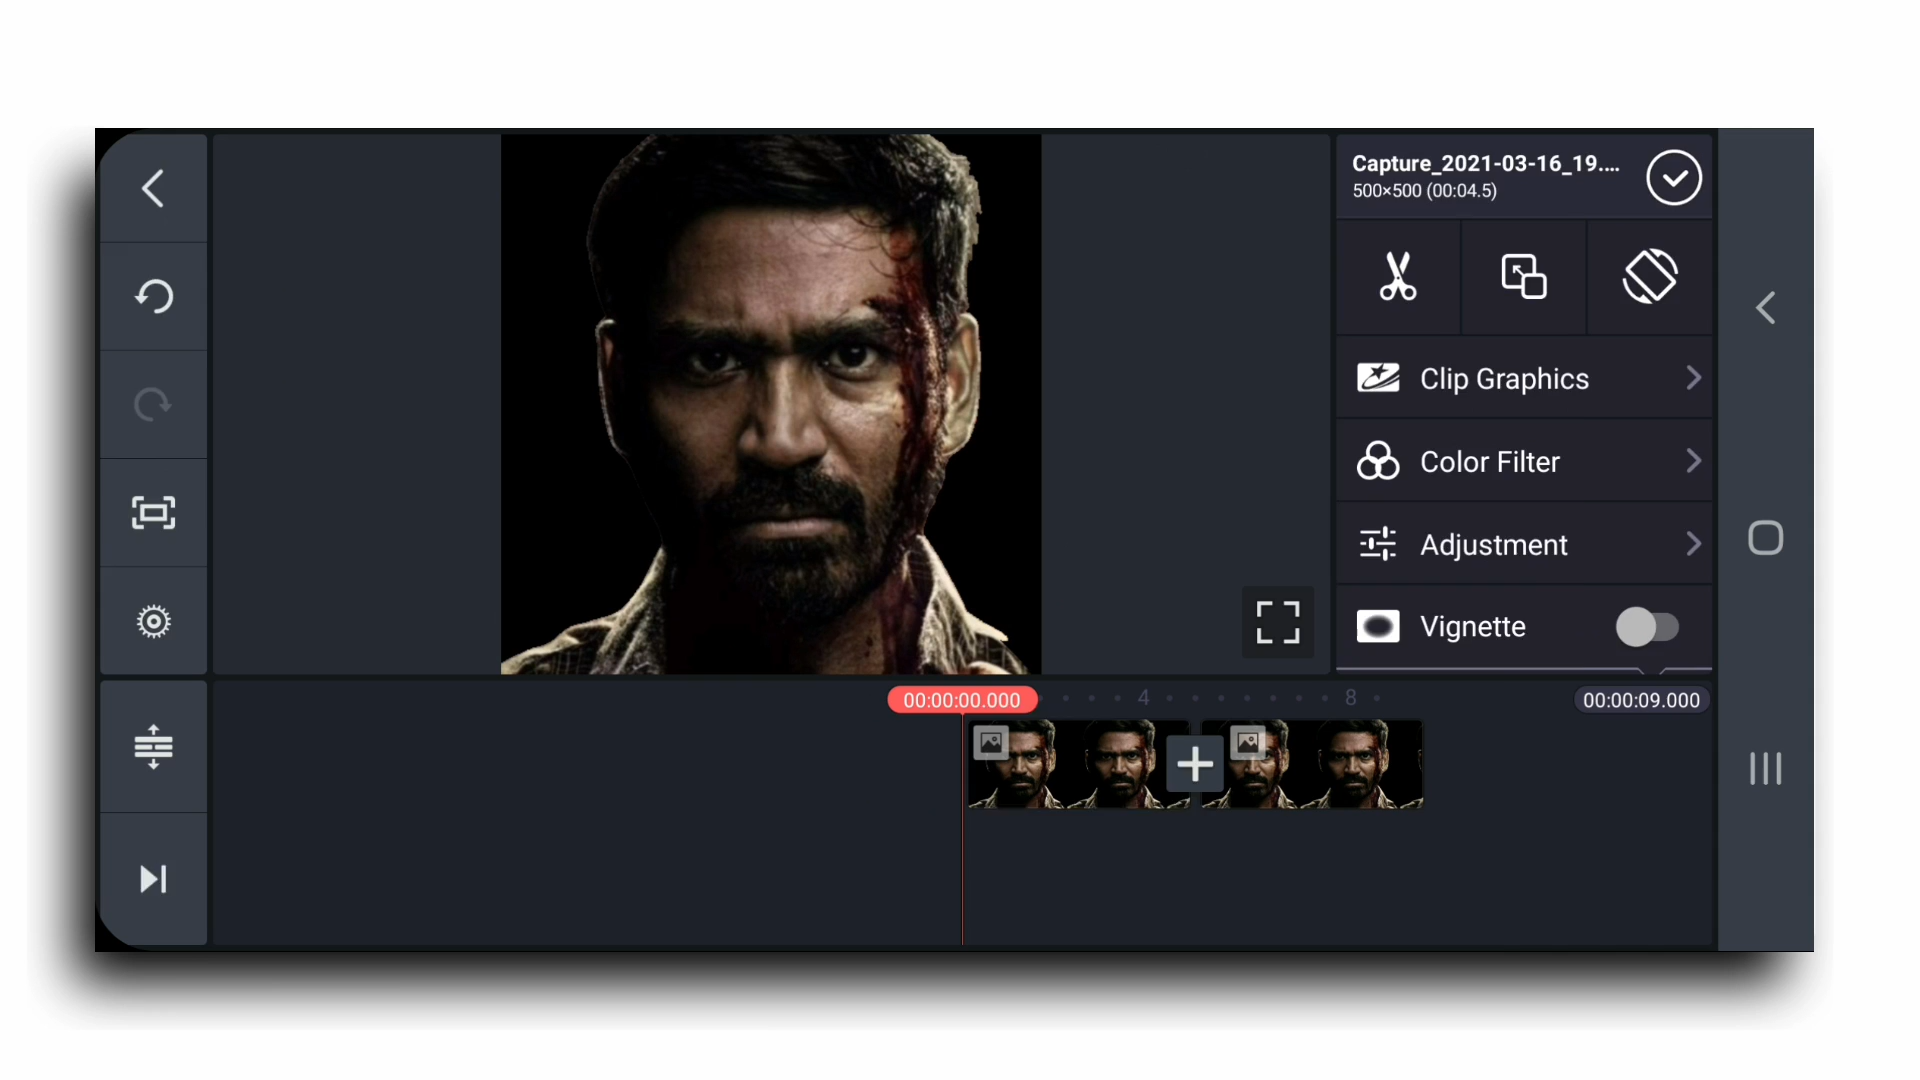 Capture_2021-03-16_19....
500×500 (00:04.5)
Clip Graphics
Color Filter
Adjustment
Vignette
00:00:00.000
4
8
00:00:09.000